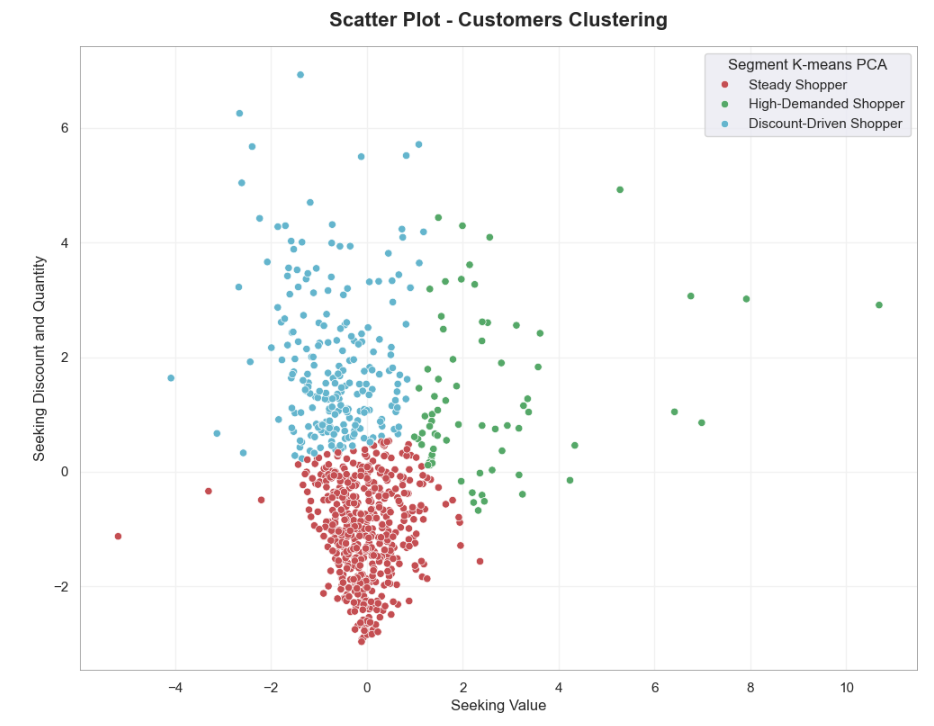 Scatter Plot - Customers Clustering
Segment K-means PCA
Steady Shopper
High-Demanded Shopper
Discount-Driven Shopper
Seeking Discount and Quantity
6
4
2
0
−2
−4
−2
0
2
4
6
8
10
Seeking Value